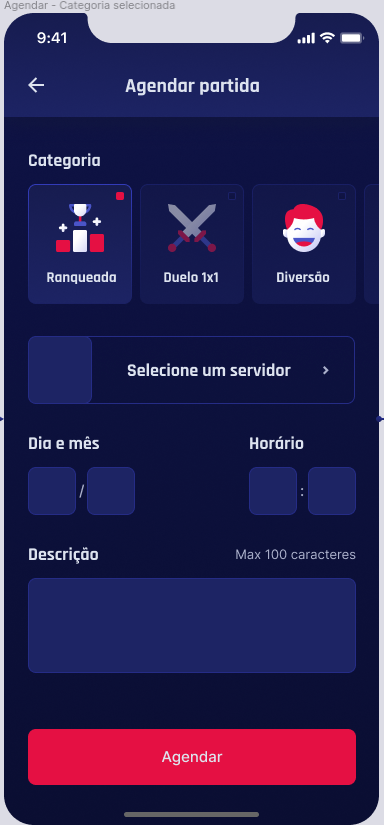 Agendar - Categoria selecionada
9:41
Agendar partida
Categoria
Ranqueada Duelo 1x1 Diversão
Selecione um servidor
Dia e mês Horário
/ :
Descrição Max 100 caracteres
Agendar